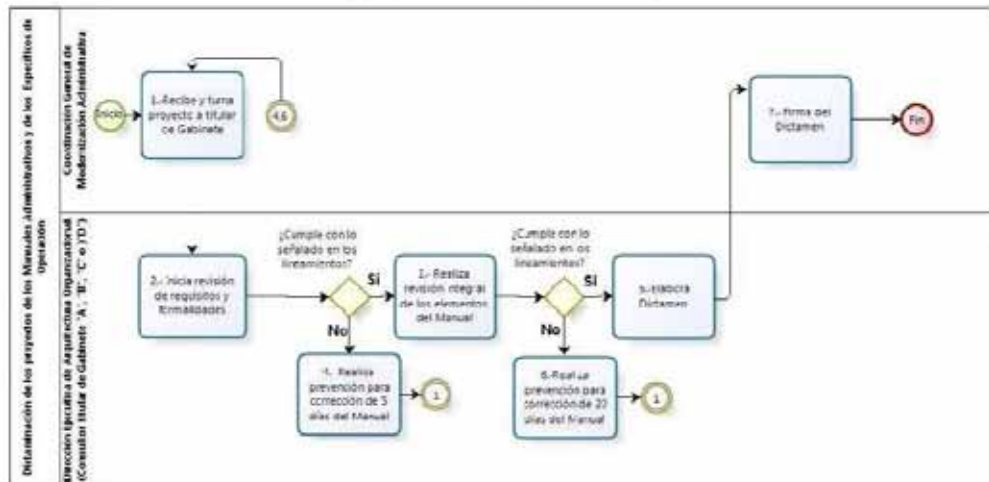 Dictaminación de los proyectos de los Manuales Administrativos y de los Específicos de
Operación
Coordinación General de
Modernización Administrativa
Inicio
1.-Recibe y turna
proyecto a titular
de Gabinete
4,6
7.- Firma del
Dictamen
Fin
Dirección Ejecutiva de Arquitectura Organizacional
(Consultor titular de Gabinete "A", "B", "C" o "D")
2.- Inicia revisión
de requisitos y
formalidades
¿Cumple con lo
señalado en los
lineamientos?
Si
No
Realiza
revisión integral
de los elementos
del Manual
¿Cumple con lo
señalado en los
lineamientos?
Si
No
Elabora
Dictamen
Realiza
prevención para
corrección de 5
días del Manual
1
6.-Realiza
prevención para
corrección de 20
días del Manual
1